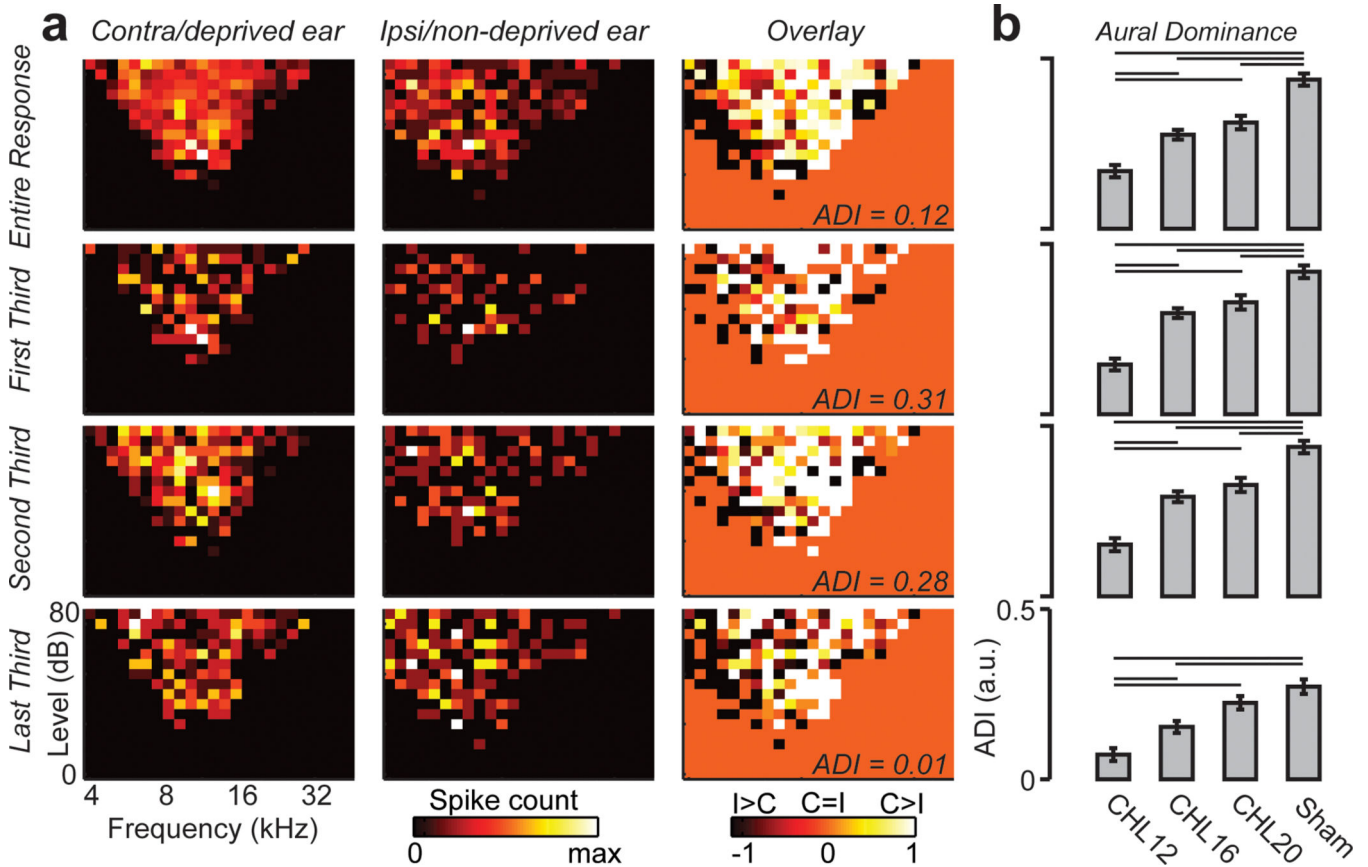 a Contra/deprived ear Ipsi/non-deprived ear Overlay b Aural Dominance
Entire Response
ADI = 0.12
First Third
ADI = 0.31
Second Third
ADI = 0.28
Last Third
Level (dB)
80
0
ADI = 0.01
4 8 16 32
Frequency (kHz)
Spike count
0 max
I>C C=I C>I
-1 0 1
ADI (a.u.)
0.5
0
CHL12 CHL16 CHL20 Sham